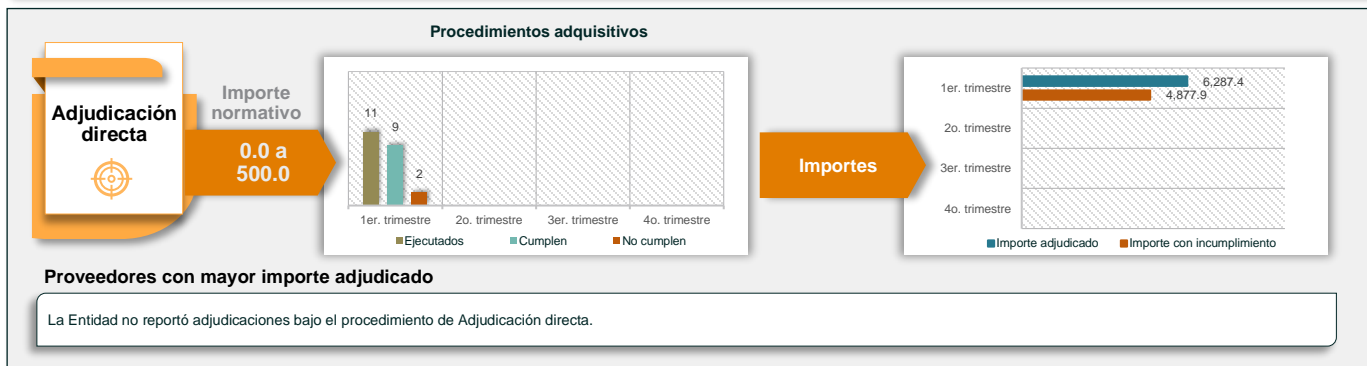 Procedimientos adquisitivos
Adjudicación
directa
Importe
normativo
0.0 a
500.0
11
9
2
1er. trimestre
2o. trimestre
3er. trimestre
4o. trimestre
Ejecutados
Cumplen
No cumplen
Importes
1er. trimestre
2o. trimestre
3er. trimestre
4o. trimestre
6,287.4
4,877.9
Importe adjudicado
Importe con incumplimiento
Proveedores con mayor importe adjudicado
La Entidad no reportó adjudicaciones bajo el procedimiento de Adjudicación directa.